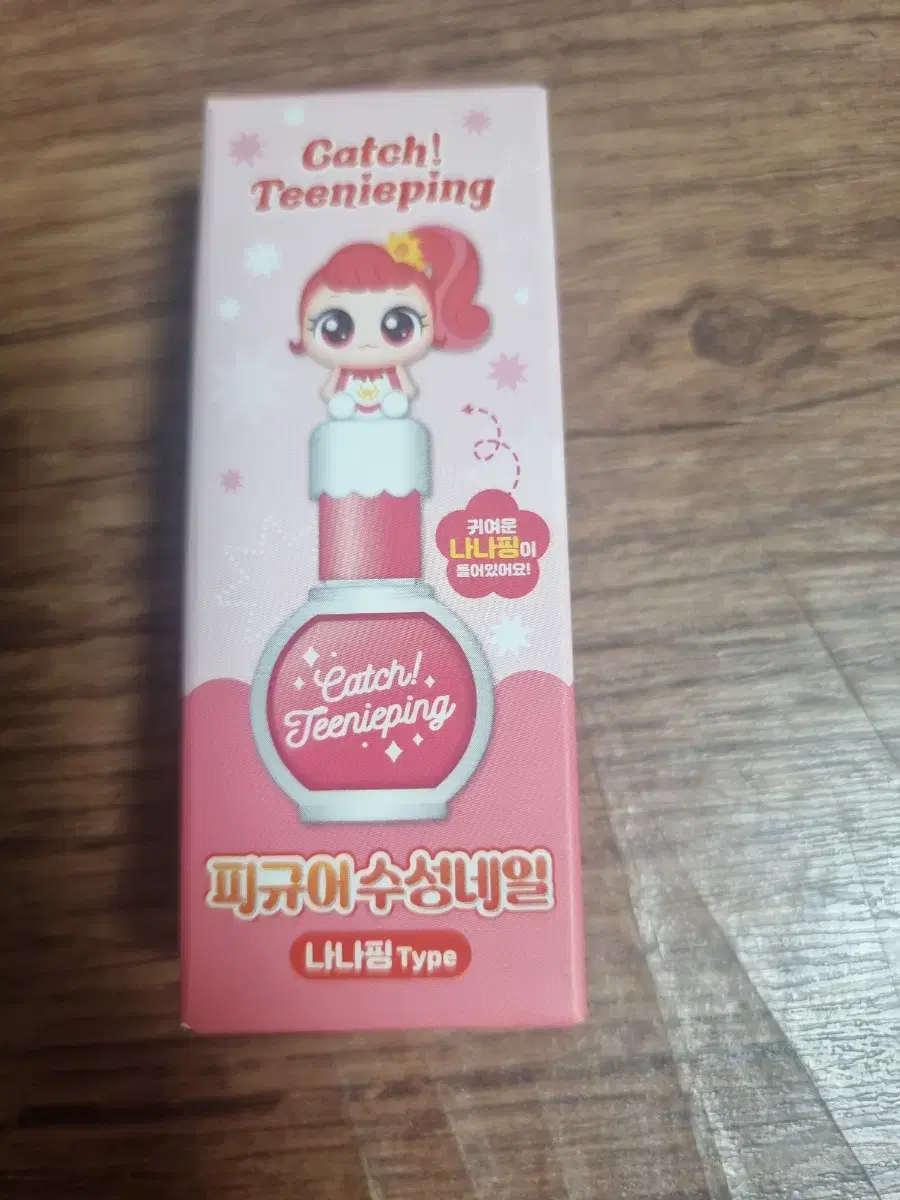 Catch!
Teenieping
귀여운
나나핑이
들어있어요!
Catch!
Teenieping
피규어 수성네일
나나핑 Type